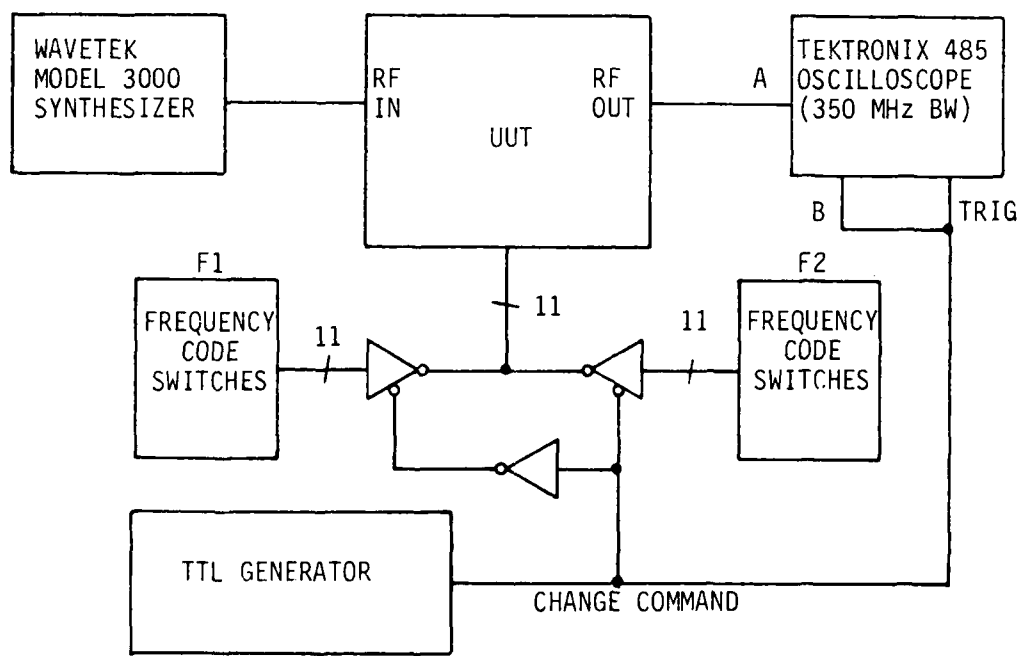 WAVETEK
MODEL 3000
SYNTHESIZER
RF
IN
UUT
RF
OUT
A
TEKTRONIX 485
OSCILLOSCOPE
(350 MHz BW)
B
TRIG
F1
FREQUENCY
CODE
SWITCHES
11
11
11
F2
FREQUENCY
CODE
SWITCHES
TTL GENERATOR
CHANGE COMMAND